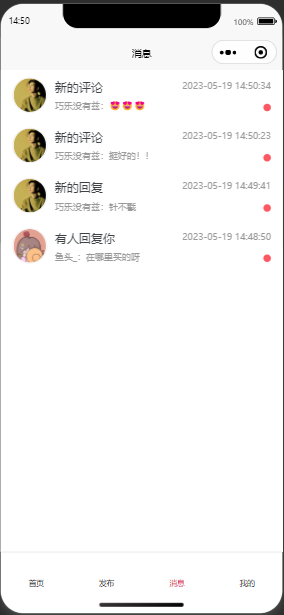 14:50
100%
消息
新的评论 2023-05-19 14:50:34
巧乐没有兹：😍😍😍
新的评论 2023-05-19 14:50:23
巧乐没有兹：挺好的！！
新的回复 2023-05-19 14:49:41
巧乐没有兹：针不戳
有人回复你 2023-05-19 14:48:50
鱼头_：在哪里买的呀
首页 发布 消息 我的